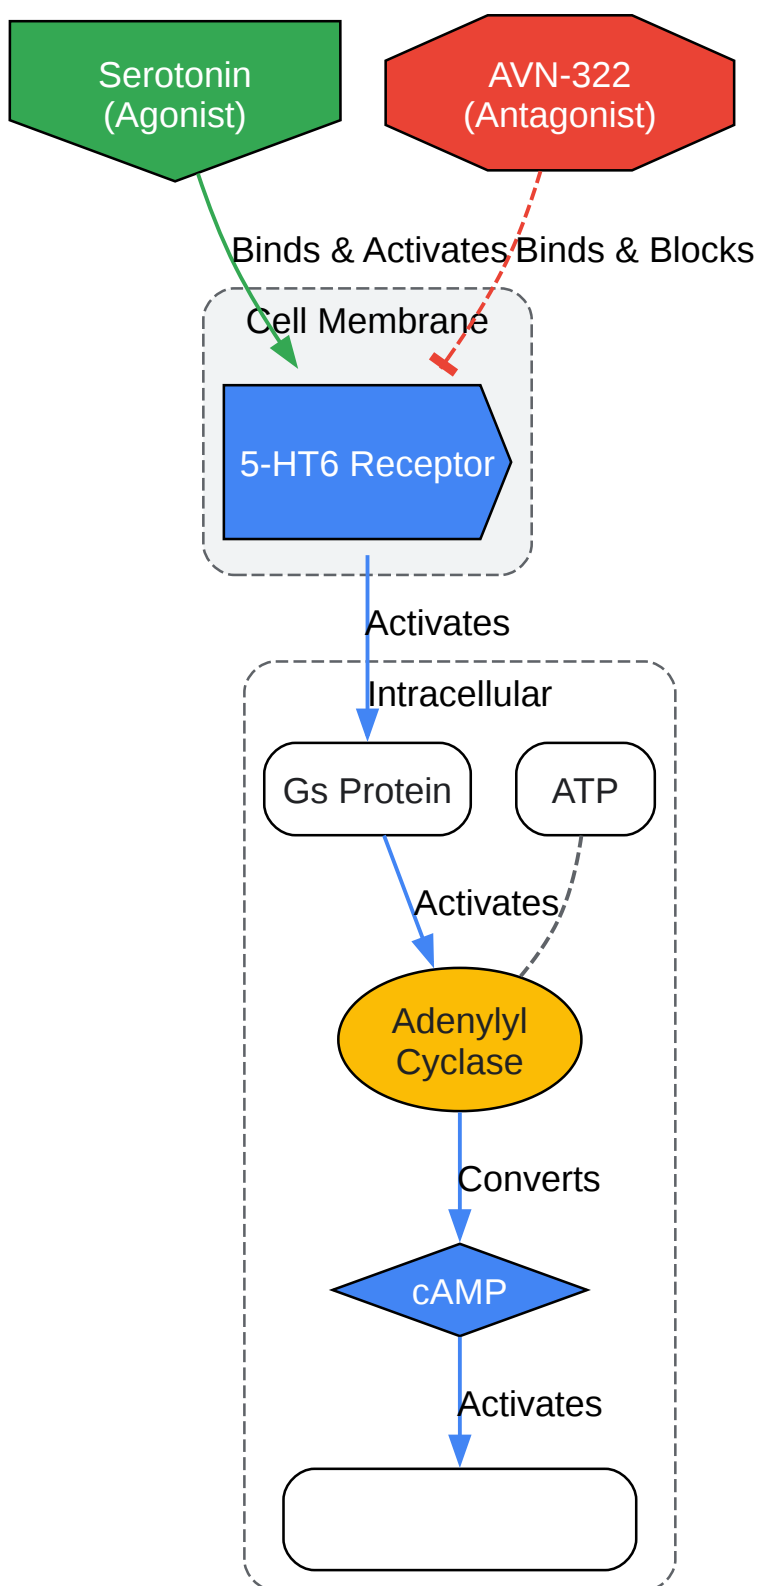 Serotonin
(Agonist)
AVN-322
(Antagonist)
Binds & Activates
Binds & Blocks
Cell Membrane
5-HT6 Receptor
Activates
Intracellular
Gs Protein
ATP
Activates
Adenylyl
Cyclase
Converts
cAMP
Activates